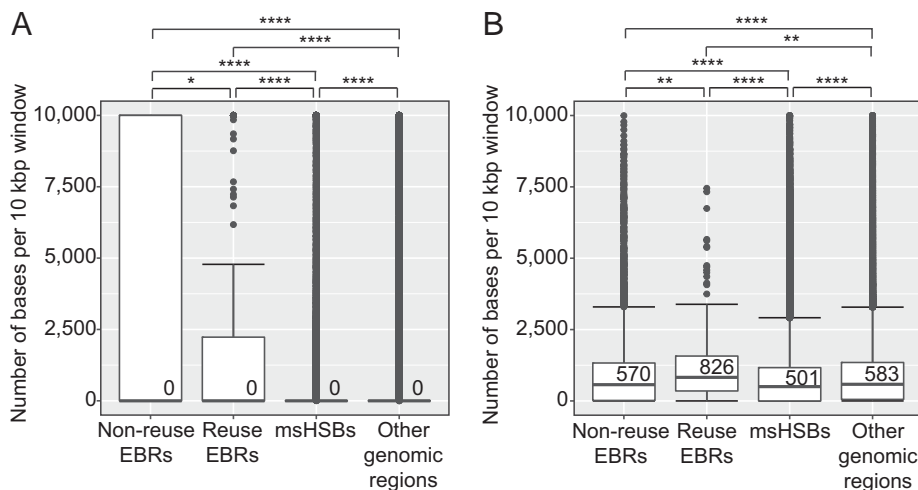 A
****
****
****
* **** ****
Number of bases per 10 kbp window
10,000
7,500
5,000
2,500
0
0 0 0 0
Non-reuse EBRs
Reuse EBRs
msHSBs
Other genomic regions
B
****
**
****
** **** ****
Number of bases per 10 kbp window
10,000
7,500
5,000
2,500
0
570 826 501 583
Non-reuse EBRs
Reuse EBRs
msHSBs
Other genomic regions